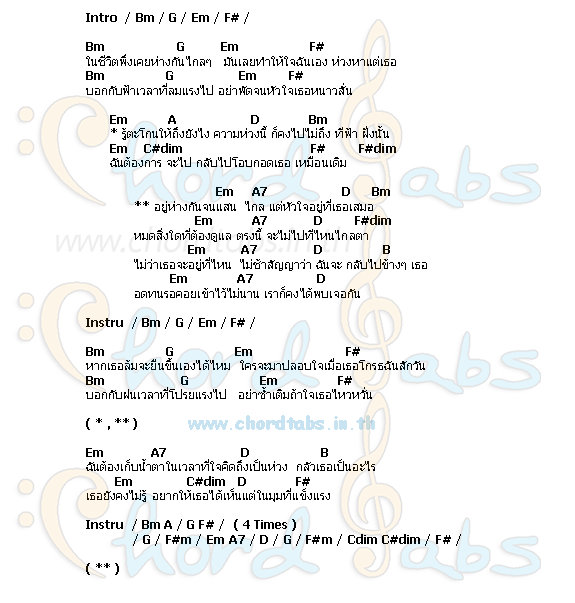 Intro / Bm / G / Em / F# /
Bm G Em F#
ในชีวิตพึ่งเคยห่างกันไกลๆ มันเลยทำให้ใจฉันเอง ห่วงหาแต่เธอ
Bm G Em F#
บอกกับฟ้าเวลาที่ลมแรงไป อย่าพัดจนหัวใจเธอหนาวสั่น
Em A D Bm
* รู้ตะโกนให้ถึงยังไง ความห่วงนี้ ก็คงไปไม่ถึง ที่ฟ้า ฝั่งนั้น
Em C#dim F# F#dim
ฉันต้องการ จะไป กลับไปโอบกอดเธอ เหมือนเดิม
Em A7 D Bm
** อยู่ห่างกันจนแสน ไกล แต่หัวใจอยู่ที่เธอเสมอ
Em A7 D F#dim
หมดสิ่งใดที่ต้องดูแล ตรงนี้ จะไม่ไปที่ไหนไกลตา
Em A7 D B
ไม่ว่าเธอจะอยู่ที่ไหน ไม่ช้าสัญญาว่า ฉันจะ กลับไปข้างๆ เธอ
Em A7 D
อดทนรอคอยเข้าไว้ไม่นาน เราก็คงได้พบเจอกัน
Instru / Bm / G / Em / F# /
Bm G Em F#
หากเธอล้มจะยืนขึ้นเองได้ไหม ใครจะมาปลอบใจเมื่อเธอโกรธฉันสักวัน
Bm G Em F#
บอกกับฝนเวลาที่โปรยแรงไป อย่าซ้ำเติมถ้าใจเธอไหวหวั่น
( * , ** )
www.chordtabs.in.th
Em A7 D B
ฉันต้องเก็บน้ำตาในเวลาที่ใจคิดถึงเป็นห่วง กลัวเธอเป็นอะไร
Em C#dim D F#
เธอยังคงไม่รู้ อยากให้เธอได้เห็นแต่ในมุมที่แข็งแรง
Instru / Bm A / G F# / ( 4 Times )
/ G / F#m / Em A7 / D / G / F#m / Cdim C#dim / F# /
( ** )